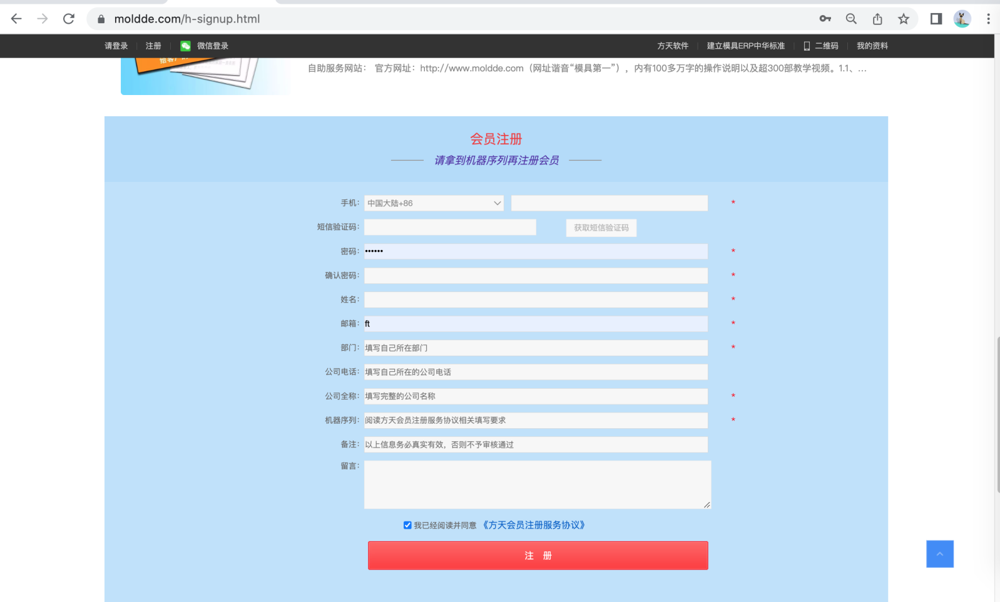 moldde.com/h-signup.html
请登录 注册 微信登录 方天软件 建立模具ERP中华标准 二维码 我的资料
自助服务网站： 官方网址：http://www.moldde.com（网址谐音“模具第一”），内有100多万字的操作说明以及超300部教学视频。1.1、...
会员注册
请拿到机器序列再注册会员
手机： 中国大陆+86 *
短信验证码： 获取短信验证码
密码： •••••• *
确认密码： *
姓名： *
邮箱： ft *
部门： 填写自己所在部门 *
公司电话： 填写自己所在的公司电话
公司全称： 填写完整的公司名称 *
机器序列： 阅读方天会员注册服务协议相关填写要求 *
备注： 以上信息务必真实有效，否则不予审核通过
留言：
我已经阅读并同意 《方天会员注册服务协议》
注 册